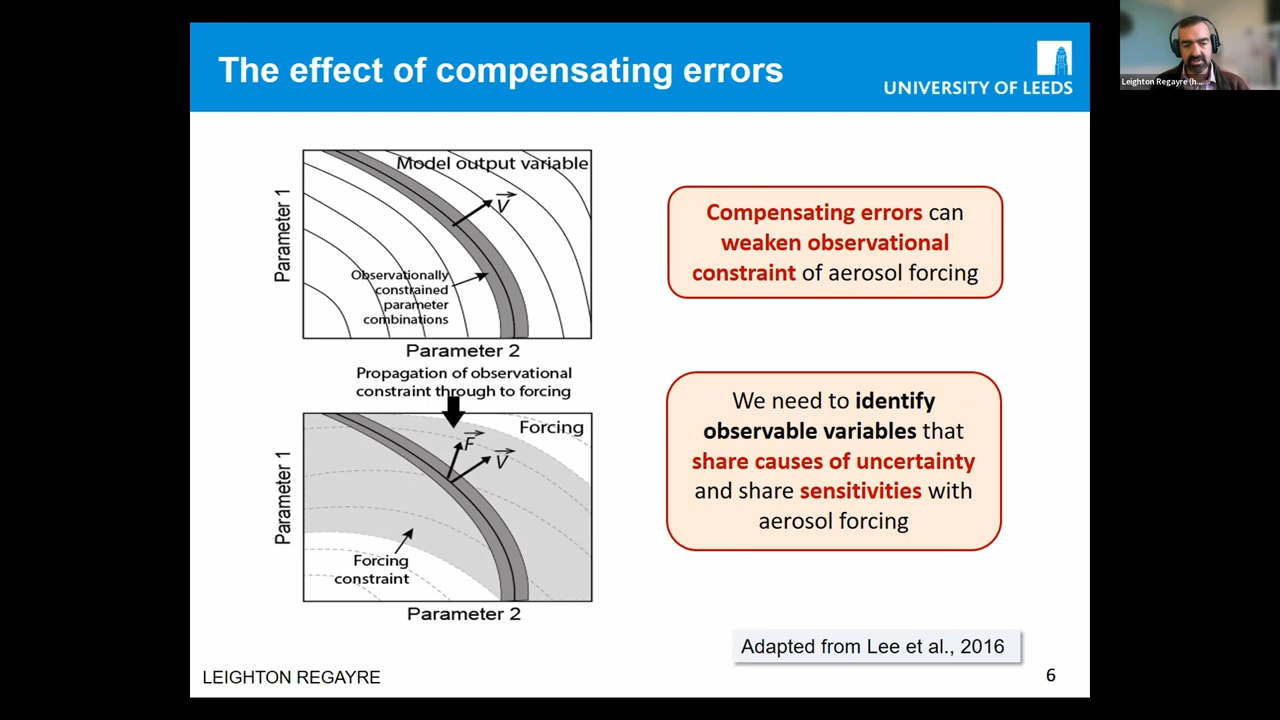 The effect of compensating errors
UNIVERSITY OF LEEDS
Leighton Regayre (h...
Model output variable
V
Parameter 1
Observationally
constrained
parameter
combinations
Parameter 2
Propagation of observational
constraint through to forcing
Forcing
F
V
Parameter 1
Forcing
constraint
Parameter 2
Compensating errors can
weaken observational
constraint of aerosol forcing
We need to identify
observable variables that
share causes of uncertainty
and share sensitivities with
aerosol forcing
Adapted from Lee et al., 2016
LEIGHTON REGAYRE
6